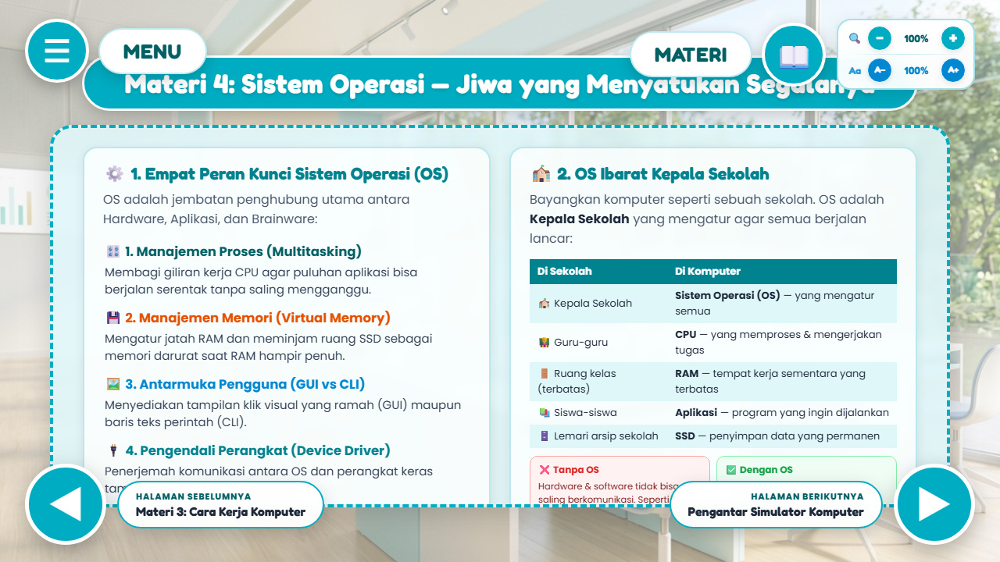 MENU
MATERI
100%
Aa A− 100% A+
Materi 4: Sistem Operasi — Jiwa yang Menyatukan Segalanya
1. Empat Peran Kunci Sistem Operasi (OS)
OS adalah jembatan penghubung utama antara
Hardware, Aplikasi, dan Brainware:
1. Manajemen Proses (Multitasking)
Membagi giliran kerja CPU agar puluhan aplikasi bisa
berjalan serentak tanpa saling mengganggu.
2. Manajemen Memori (Virtual Memory)
Mengatur jatah RAM dan meminjam ruang SSD sebagai
memori darurat saat RAM hampir penuh.
3. Antarmuka Pengguna (GUI vs CLI)
Menyediakan tampilan klik visual yang ramah (GUI) maupun
baris teks perintah (CLI).
4. Pengendali Perangkat (Device Driver)
Penerjemah komunikasi antara OS dan perangkat keras
2. OS Ibarat Kepala Sekolah
Bayangkan komputer seperti sebuah sekolah. OS adalah
Kepala Sekolah yang mengatur agar semua berjalan
lancar:
Di Sekolah Di Komputer
Kepala Sekolah Sistem Operasi (OS) — yang mengatur
semua
Guru-guru CPU — yang memproses & mengerjakan
tugas
Ruang kelas RAM — tempat kerja sementara yang
(terbatas) terbatas
Siswa-siswa Aplikasi — program yang ingin dijalankan
Lemari arsip sekolah SSD — penyimpan data yang permanen
Tanpa OS
Hardware & software tidak bisa
saling berkomunikasi. Seperti
Dengan OS
HALAMAN SEBELUMNYA
Materi 3: Cara Kerja Komputer
HALAMAN BERIKUTNYA
Pengantar Simulator Komputer